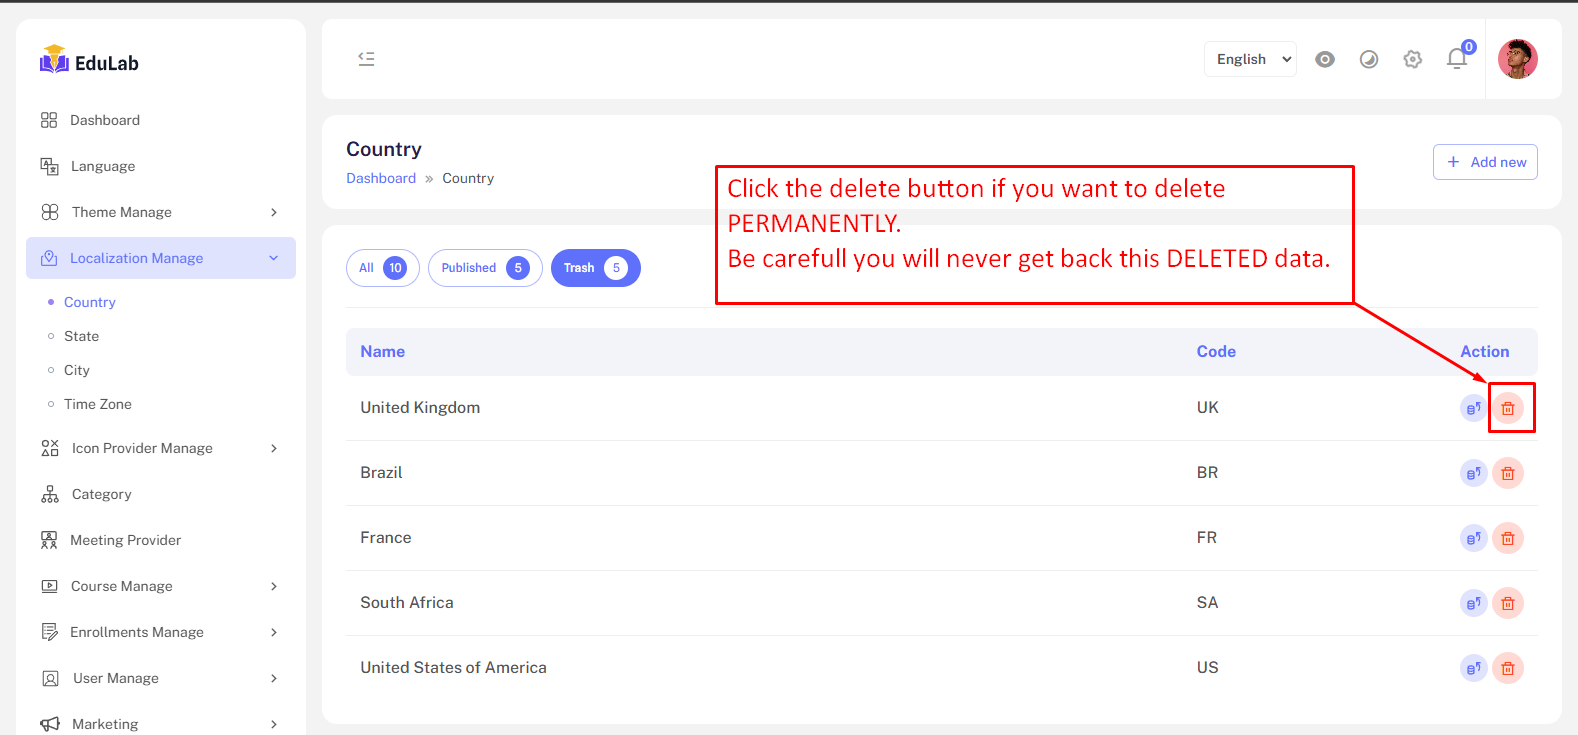 EduLab
English
0
Dashboard
Language
Theme Manage
Localization Manage
Country
State
City
Time Zone
Icon Provider Manage
Category
Meeting Provider
Course Manage
Enrollments Manage
User Manage
Marketing
Country
Dashboard » Country
+ Add new
Click the delete button if you want to delete
PERMANENTLY.
Be carefull you will never get back this DELETED data.
All 10 Published 5 Trash 5
Name Code Action
United Kingdom UK
Brazil BR
France FR
South Africa SA
United States of America US